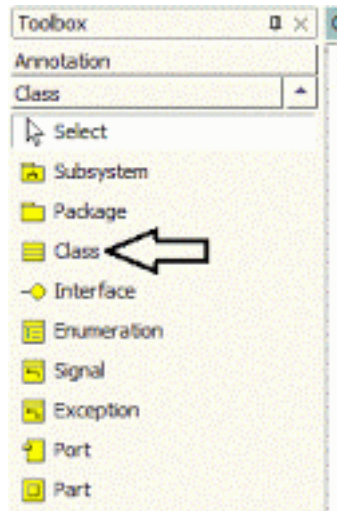 Toolbox
Annotation
Class
Select
Subsystem
Package
Class
Interface
Enumeration
Signal
Exception
Port
Part